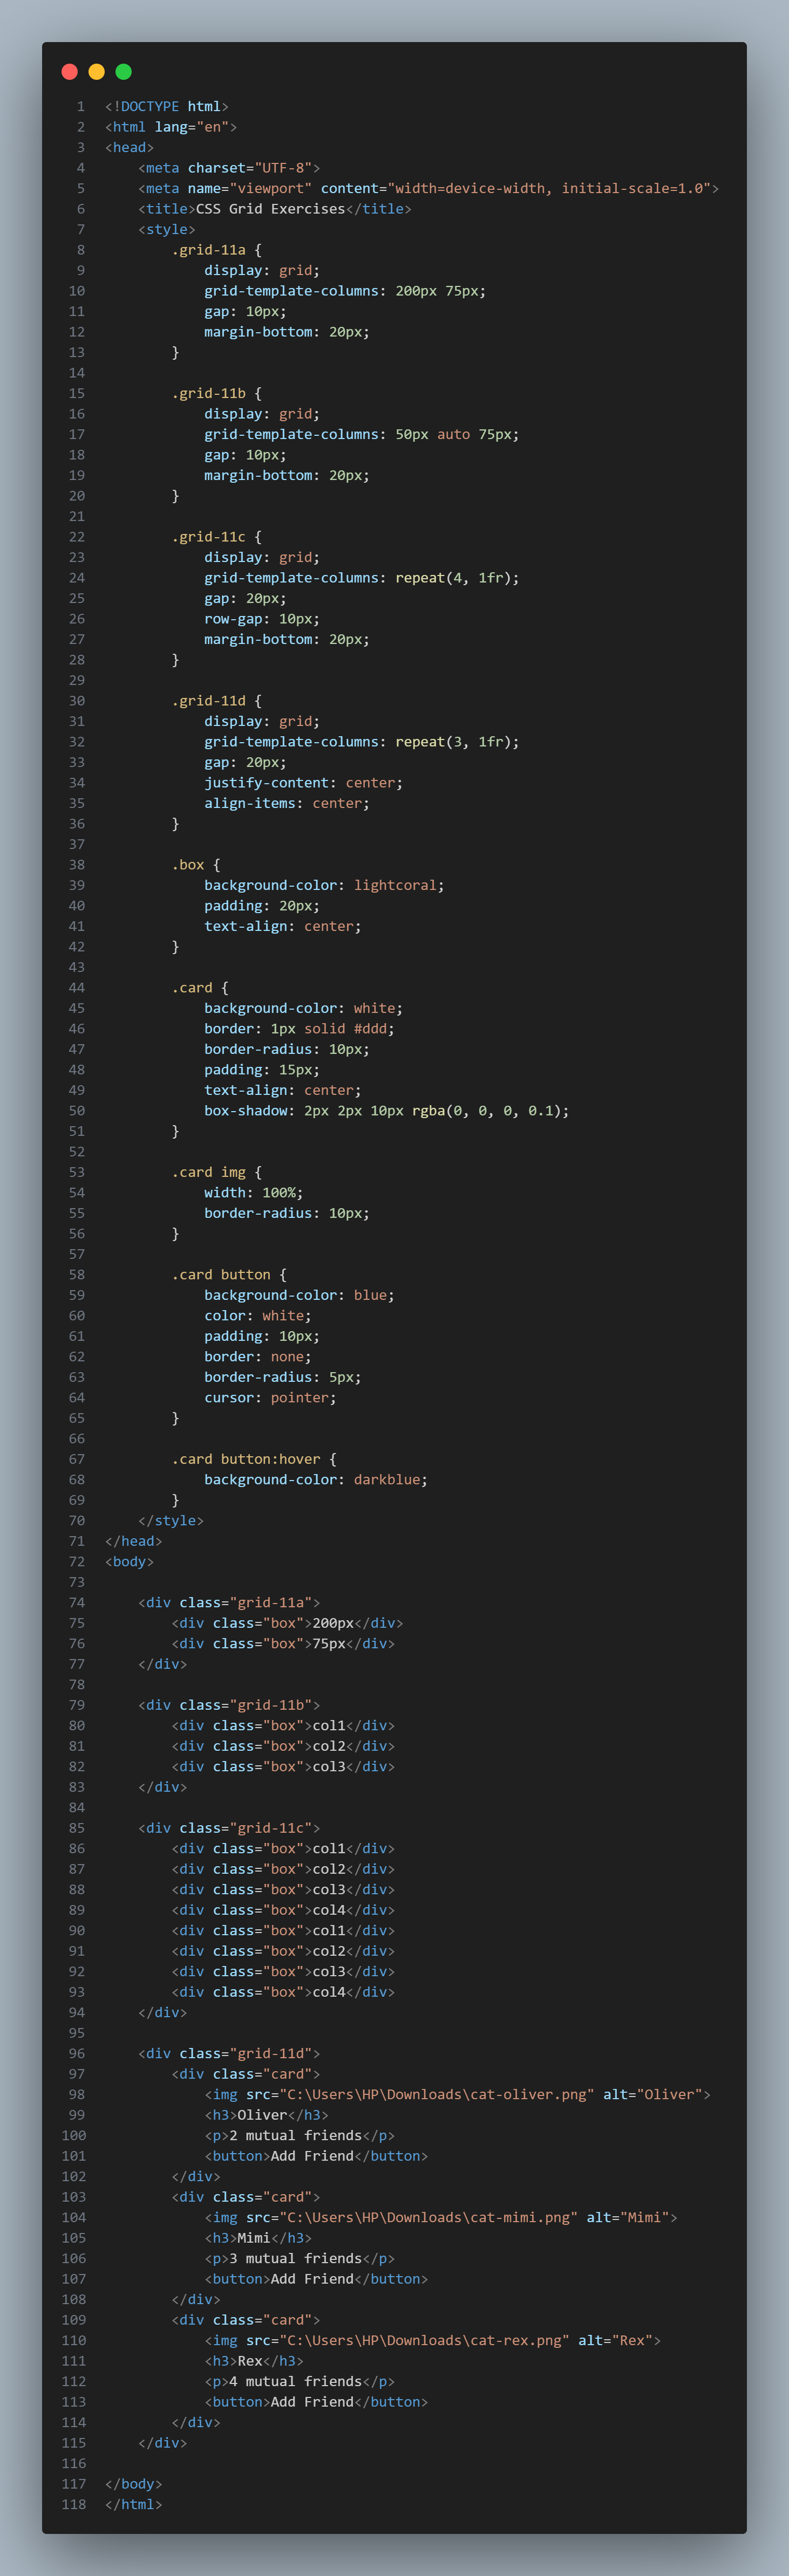 1 <!DOCTYPE html>
2 <html lang="en">
3 <head>
4     <meta charset="UTF-8">
5     <meta name="viewport" content="width=device-width, initial-scale=1.0">
6     <title>CSS Grid Exercises</title>
7     <style>
8         .grid-11a {
9             display: grid;
10             grid-template-columns: 200px 75px;
11             gap: 10px;
12             margin-bottom: 20px;
13         }
14
15         .grid-11b {
16             display: grid;
17             grid-template-columns: 50px auto 75px;
18             gap: 10px;
19             margin-bottom: 20px;
20         }
21
22         .grid-11c {
23             display: grid;
24             grid-template-columns: repeat(4, 1fr);
25             gap: 20px;
26             row-gap: 10px;
27             margin-bottom: 20px;
28         }
29
30         .grid-11d {
31             display: grid;
32             grid-template-columns: repeat(3, 1fr);
33             gap: 20px;
34             justify-content: center;
35             align-items: center;
36         }
37
38         .box {
39             background-color: lightcoral;
40             padding: 20px;
41             text-align: center;
42         }
43
44         .card {
45             background-color: white;
46             border: 1px solid #ddd;
47             border-radius: 10px;
48             padding: 15px;
49             text-align: center;
50             box-shadow: 2px 2px 10px rgba(0, 0, 0, 0.1);
51         }
52
53         .card img {
54             width: 100%;
55             border-radius: 10px;
56         }
57
58         .card button {
59             background-color: blue;
60             color: white;
61             padding: 10px;
62             border: none;
63             border-radius: 5px;
64             cursor: pointer;
65         }
66
67         .card button:hover {
68             background-color: darkblue;
69         }
70     </style>
71 </head>
72 <body>
73
74     <div class="grid-11a">
75         <div class="box">200px</div>
76         <div class="box">75px</div>
77     </div>
78
79     <div class="grid-11b">
80         <div class="box">col1</div>
81         <div class="box">col2</div>
82         <div class="box">col3</div>
83     </div>
84
85     <div class="grid-11c">
86         <div class="box">col1</div>
87         <div class="box">col2</div>
88         <div class="box">col3</div>
89         <div class="box">col4</div>
90         <div class="box">col1</div>
91         <div class="box">col2</div>
92         <div class="box">col3</div>
93         <div class="box">col4</div>
94     </div>
95
96     <div class="grid-11d">
97         <div class="card">
98             <img src="C:\Users\HP\Downloads\cat-oliver.png" alt="Oliver">
99             <h3>Oliver</h3>
100             <p>2 mutual friends</p>
101             <button>Add Friend</button>
102         </div>
103         <div class="card">
104             <img src="C:\Users\HP\Downloads\cat-mimi.png" alt="Mimi">
105             <h3>Mimi</h3>
106             <p>3 mutual friends</p>
107             <button>Add Friend</button>
108         </div>
109         <div class="card">
110             <img src="C:\Users\HP\Downloads\cat-rex.png" alt="Rex">
111             <h3>Rex</h3>
112             <p>4 mutual friends</p>
113             <button>Add Friend</button>
114         </div>
115     </div>
116
117 </body>
118 </html>